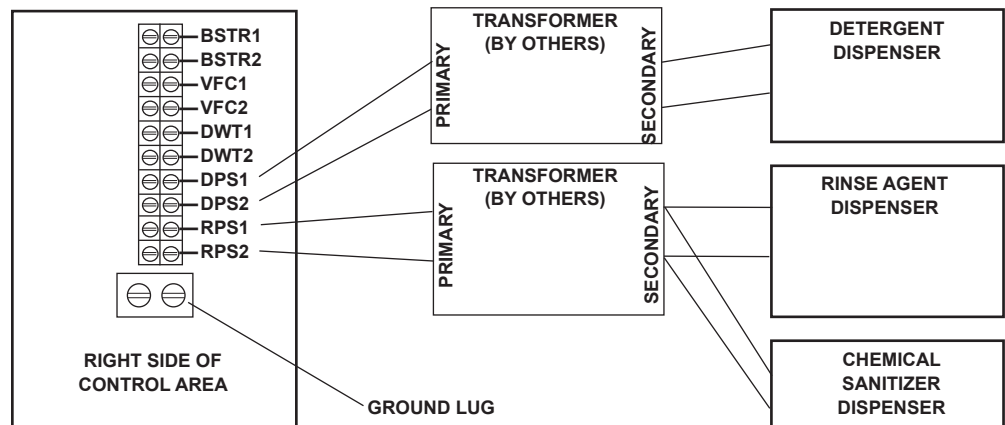 BSTR1
BSTR2
VFC1
VFC2
DWT1
DWT2
DPS1
DPS2
RPS1
RPS2
RIGHT SIDE OF
CONTROL AREA
GROUND LUG
TRANSFORMER
(BY OTHERS)
PRIMARY
SECONDARY
DETERGENT
DISPENSER
TRANSFORMER
(BY OTHERS)
PRIMARY
SECONDARY
RINSE AGENT
DISPENSER
CHEMICAL
SANITIZER
DISPENSER